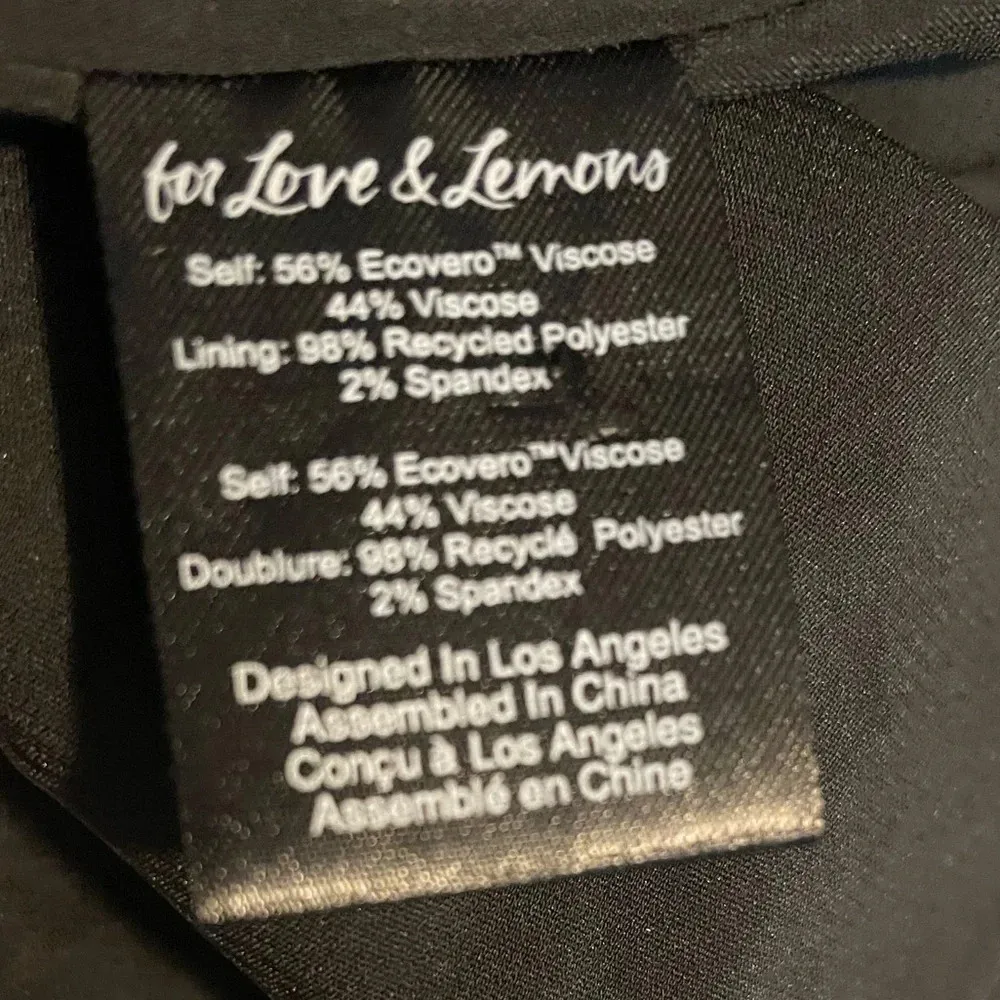 for Love & Lemons
Self: 56% Ecovero™ Viscose
44% Viscose
Lining: 98% Recycled Polyester
2% Spandex
Self: 56% Ecovero™ Viscose
44% Viscose
Doublure: 98% Recyclé Polyester
2% Spandex
Designed In Los Angeles
Assembled In China
Conçu à Los Angeles
Assemblé en Chine